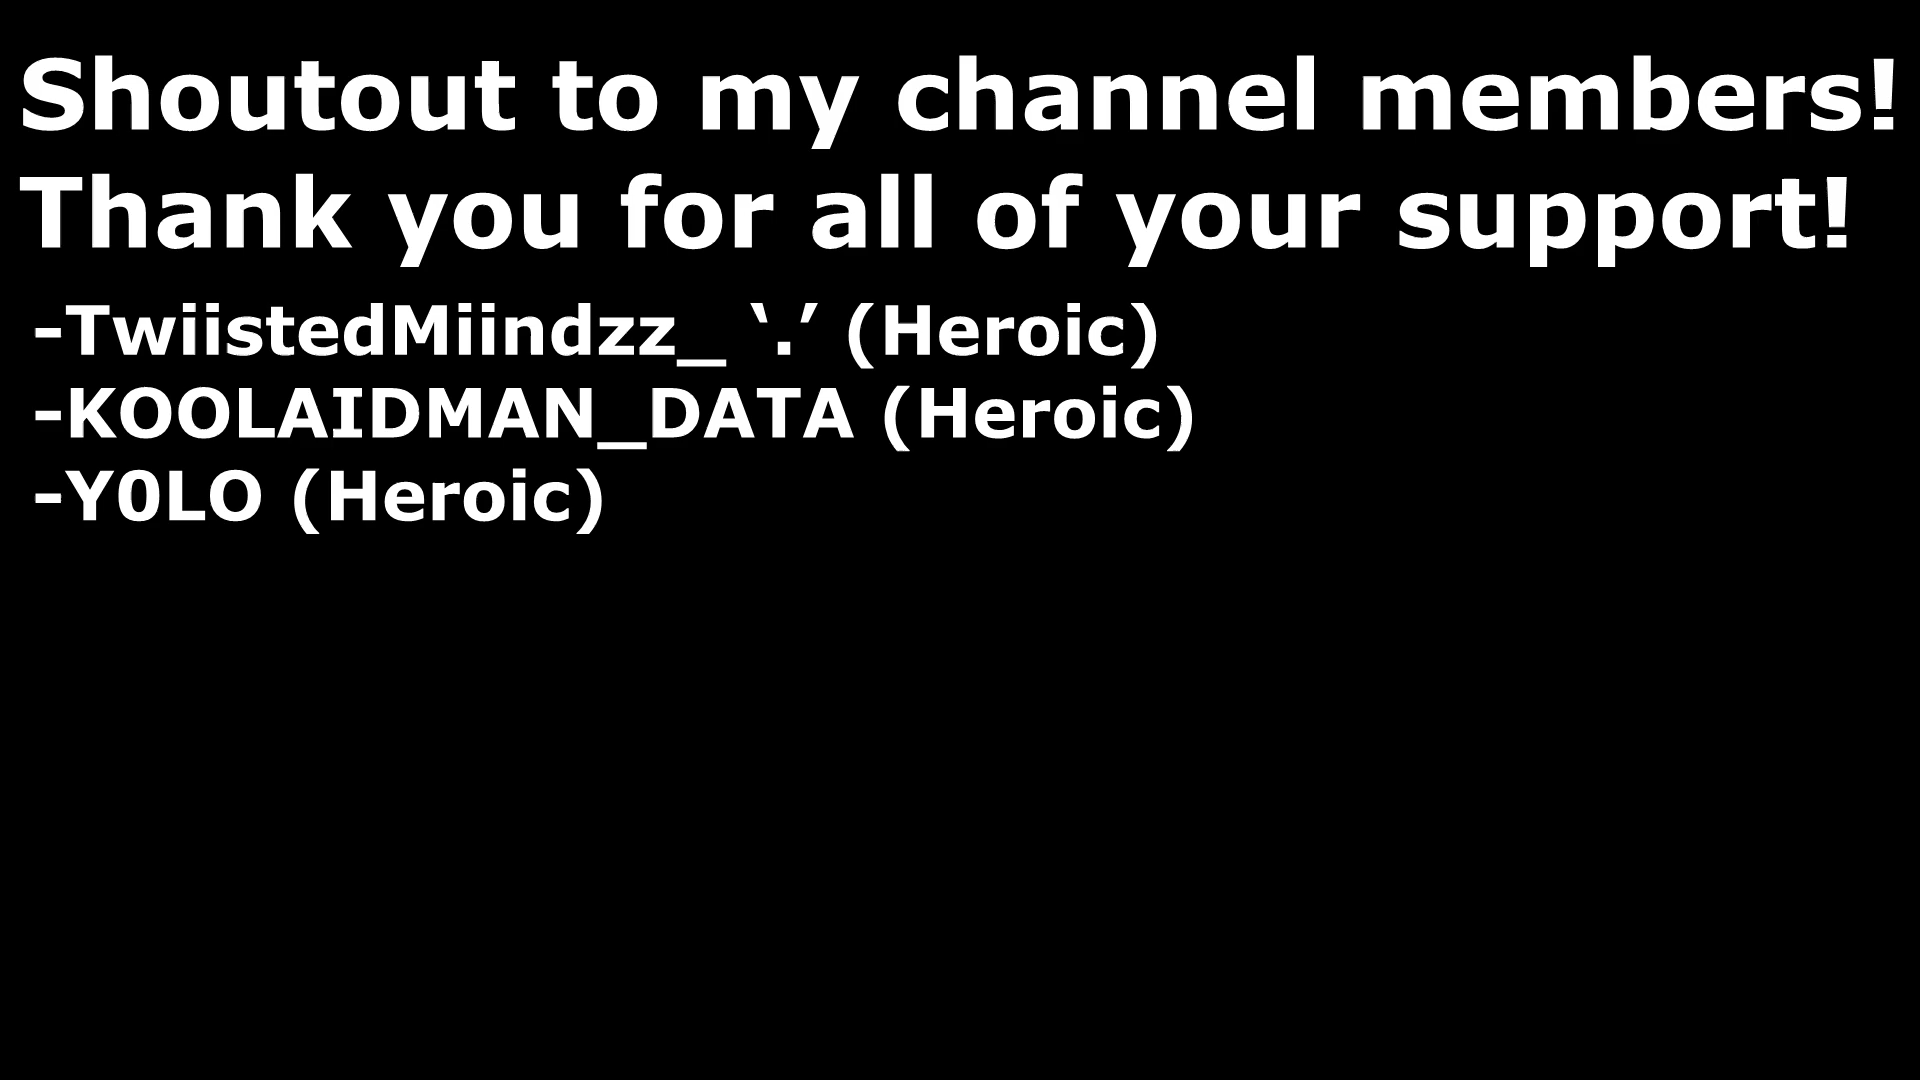 Shoutout to my channel members!
Thank you for all of your support!
-TwiistedMiindzz_ ‘.’ (Heroic)
-KOOLAIDMAN_DATA (Heroic)
-Y0LO (Heroic)